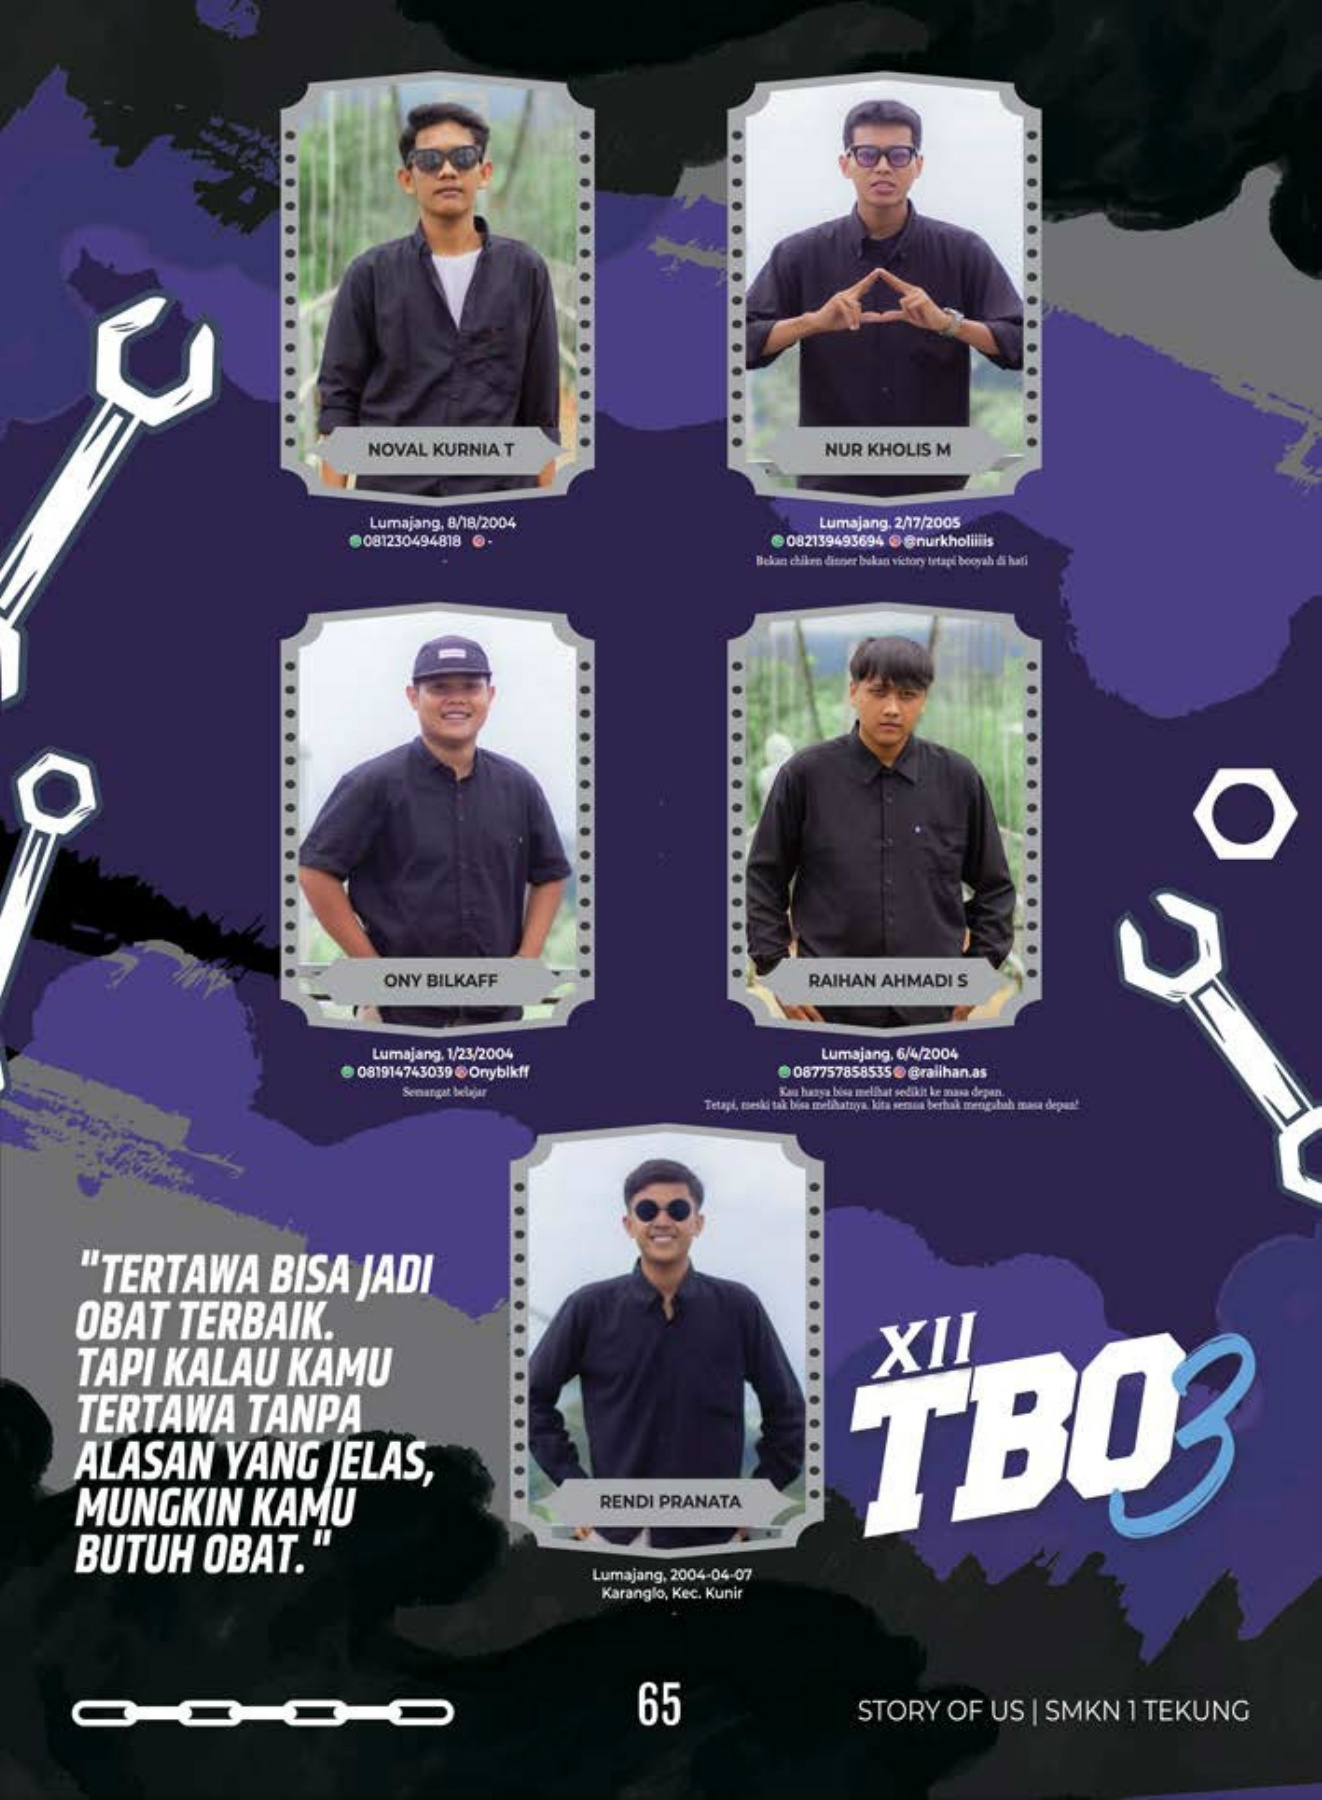 NOVAL KURNIA T
Lumajang, 8/18/2004
081230494818 -
-
NUR KHOLIS M
Lumajang, 2/17/2005
082139493694 @nurkholiiiis
Bukan chiken dinner bukan victory tetapi booyah di hati
ONY BILKAFF
Lumajang, 1/23/2004
081914743039 Onyblkff
Semangat belajar
RAIHAN AHMADI S
Lumajang, 6/4/2004
087757858535 @raiihan.as
Kau hanya bisa melihat sedikit ke masa depan.
Tetapi, meski tak bisa melihatnya, kita semua berhak mengubah masa depan!
"TERTAWA BISA JADI
OBAT TERBAIK.
TAPI KALAU KAMU
TERTAWA TANPA
ALASAN YANG JELAS,
MUNGKIN KAMU
BUTUH OBAT."
RENDI PRANATA
Lumajang, 2004-04-07
Karanglo, Kec. Kunir
-
XII
TBO3
65
STORY OF US | SMKN 1 TEKUNG